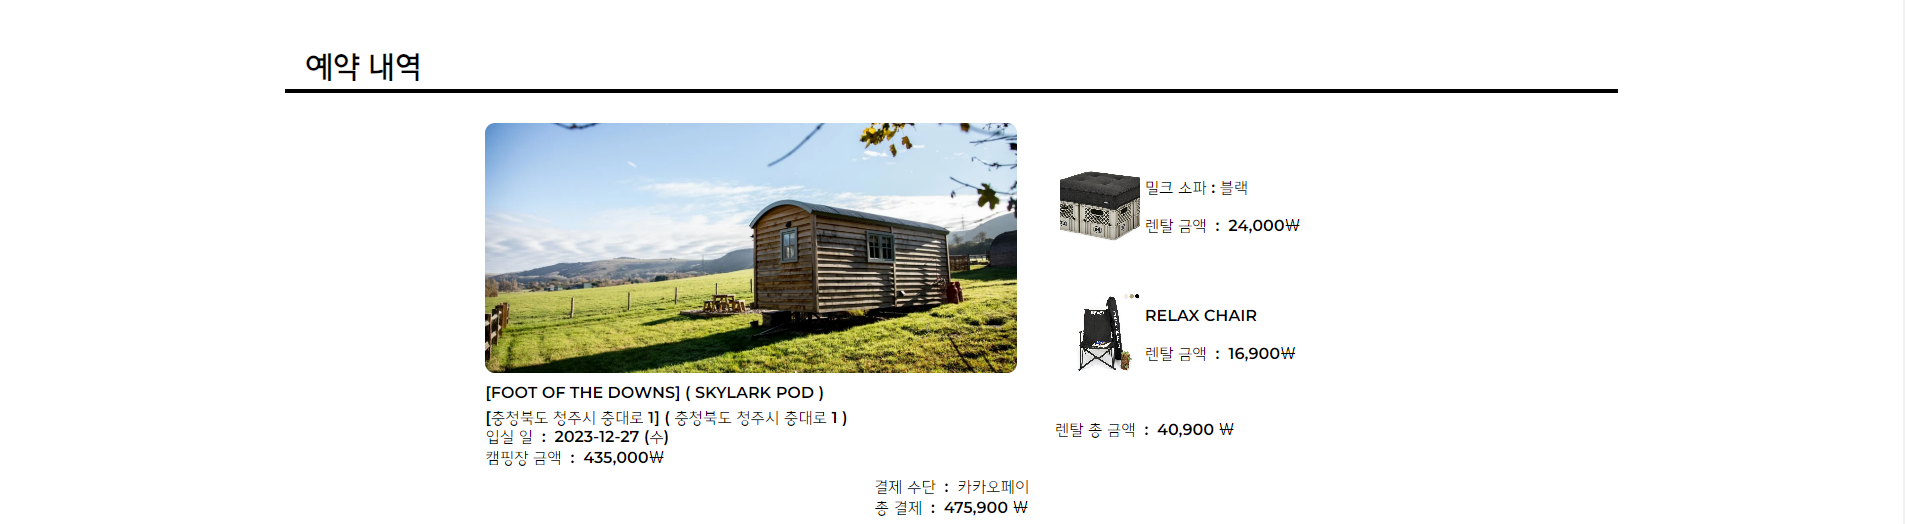 예약 내역
[FOOT OF THE DOWNS] ( SKYLARK POD )
[충청북도 청주시 충대로 1] ( 충청북도 청주시 충대로 1 )
입실 일 : 2023-12-27 (수)
캠핑장 금액 : 435,000₩
밀크 소파 : 블랙
렌탈 금액 : 24,000₩
RELAX CHAIR
렌탈 금액 : 16,900₩
렌탈 총 금액 : 40,900 ₩
결제 수단 : 카카오페이
총 결제 : 475,900 ₩